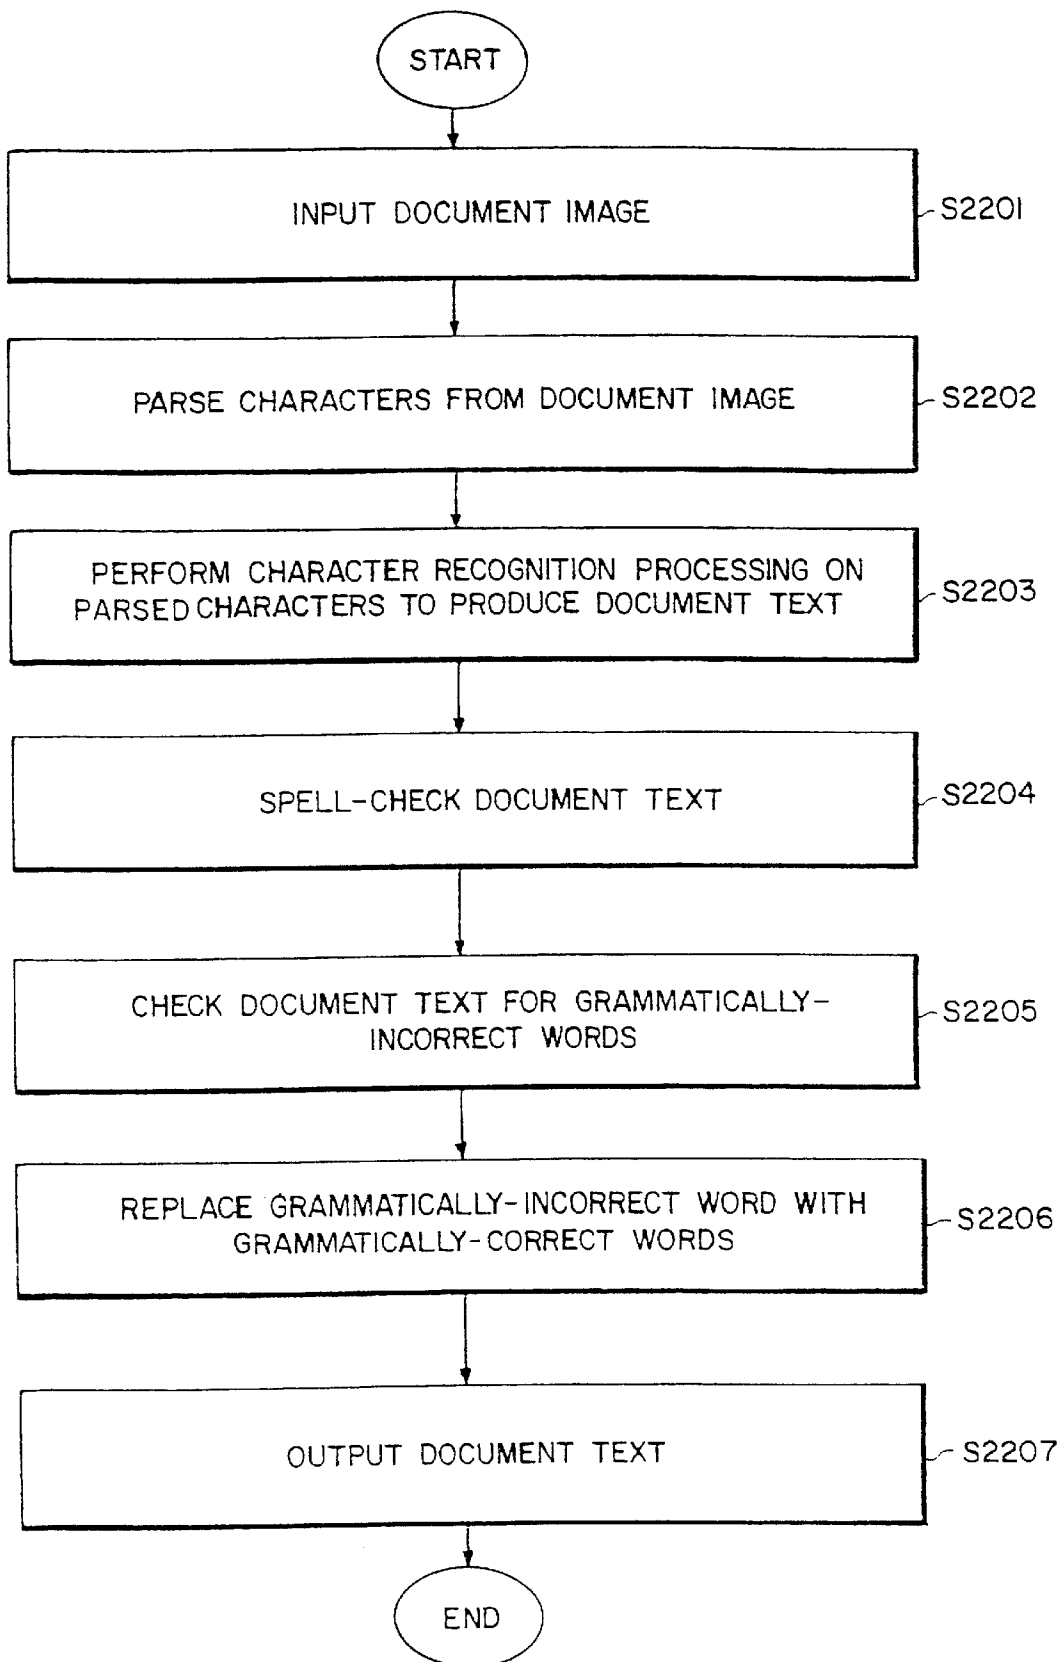 START
INPUT DOCUMENT IMAGE
S2201
PARSE CHARACTERS FROM DOCUMENT IMAGE
S2202
PERFORM CHARACTER RECOGNITION PROCESSING ON
PARSED CHARACTERS TO PRODUCE DOCUMENT TEXT
S2203
SPELL-CHECK DOCUMENT TEXT
S2204
CHECK DOCUMENT TEXT FOR GRAMMATICALLY-
INCORRECT WORDS
S2205
REPLACE GRAMMATICALLY-INCORRECT WORD WITH
GRAMMATICALLY-CORRECT WORDS
S2206
OUTPUT DOCUMENT TEXT
S2207
END